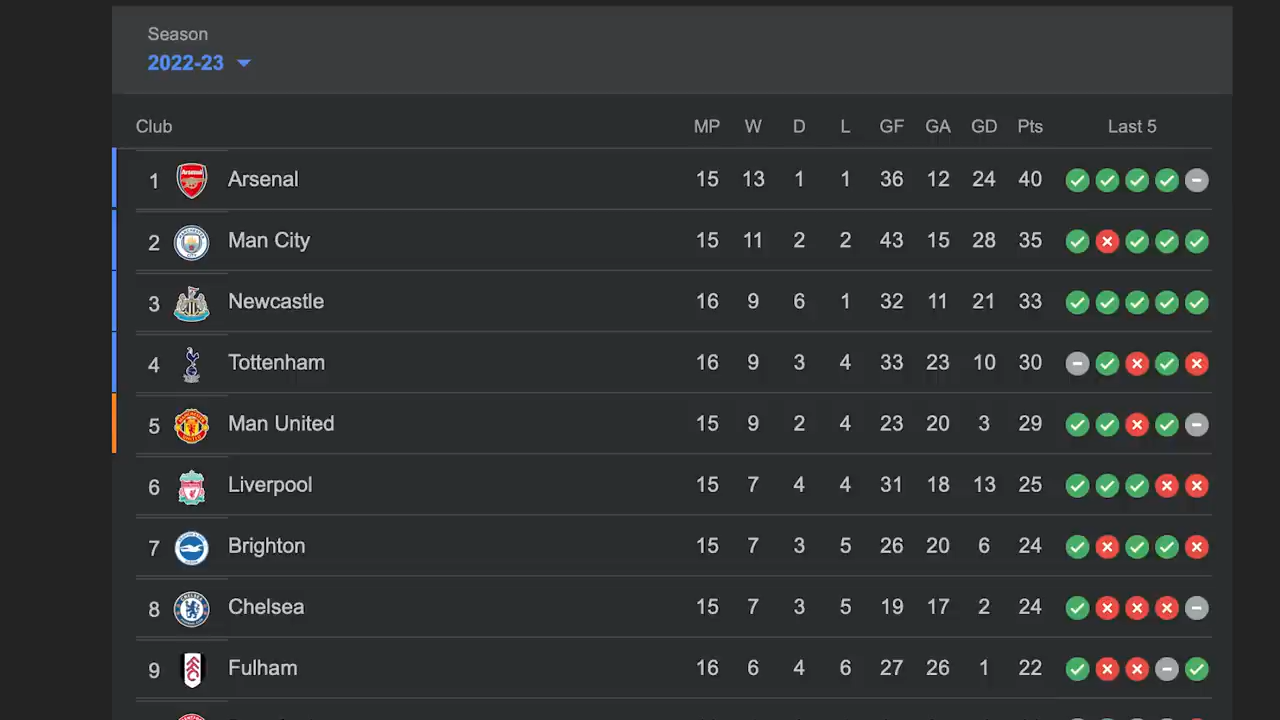 Season
2022-23
Club MP W D L GF GA GD Pts Last 5
1 Arsenal 15 13 1 1 36 12 24 40
2 Man City 15 11 2 2 43 15 28 35
3 Newcastle 16 9 6 1 32 11 21 33
4 Tottenham 16 9 3 4 33 23 10 30
5 Man United 15 9 2 4 23 20 3 29
6 Liverpool 15 7 4 4 31 18 13 25
7 Brighton 15 7 3 5 26 20 6 24
8 Chelsea 15 7 3 5 19 17 2 24
9 Fulham 16 6 4 6 27 26 1 22